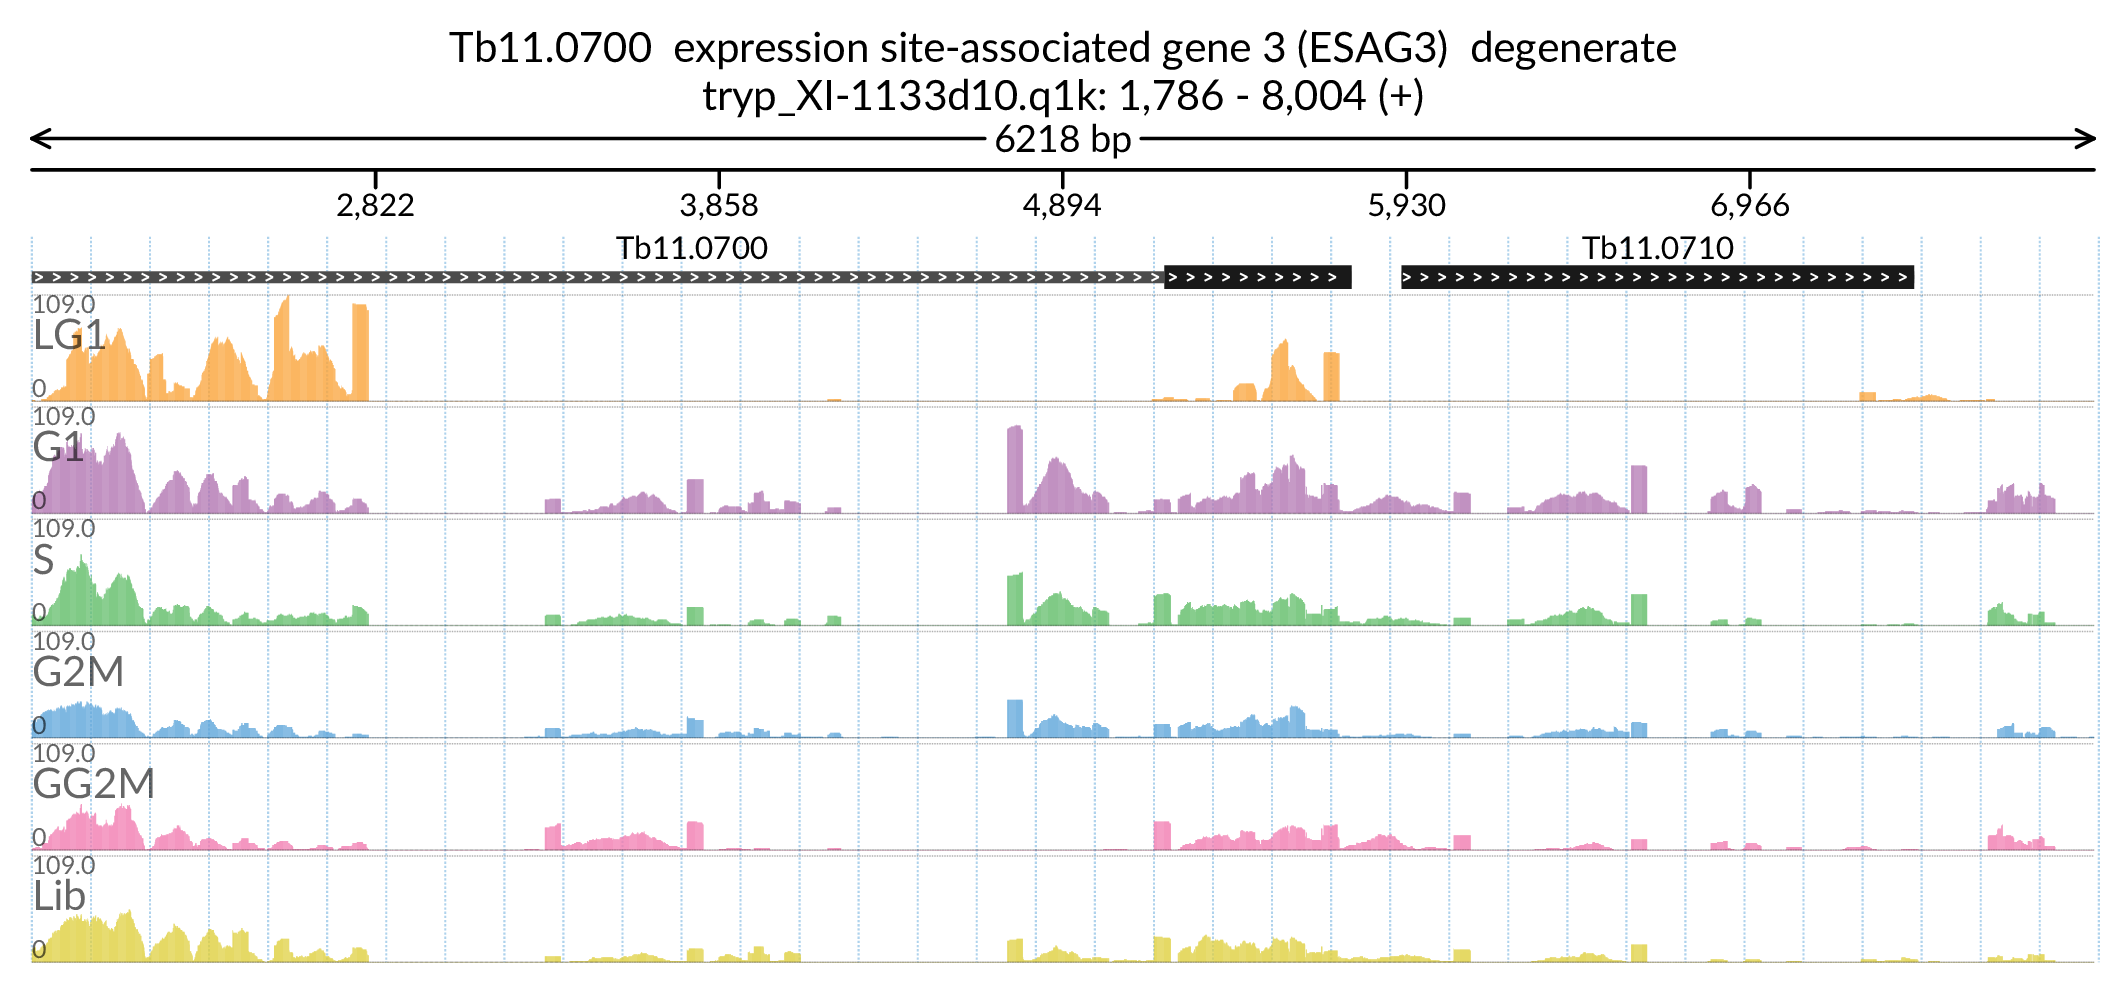 Tb11.0700 expression site-associated gene 3 (ESAG3) degenerate
tryp_XI-1133d10.q1k: 1,786 - 8,004 (+)
6218 bp
2,822 3,858 4,894 5,930 6,966
Tb11.0700 Tb11.0710
109.0
LG1
0
109.0
G1
0
109.0
S
0
109.0
G2M
0
109.0
GG2M
0
109.0
Lib
0